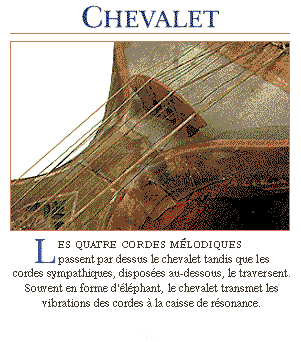 CHEVALET
LES QUATRE CORDES MÉLODIQUES
passent par dessus le chevalet tandis que les
cordes sympathiques, disposées au-dessous, le traversent.
Souvent en forme d'éléphant, le chevalet transmet les
vibrations des cordes à la caisse de résonance.